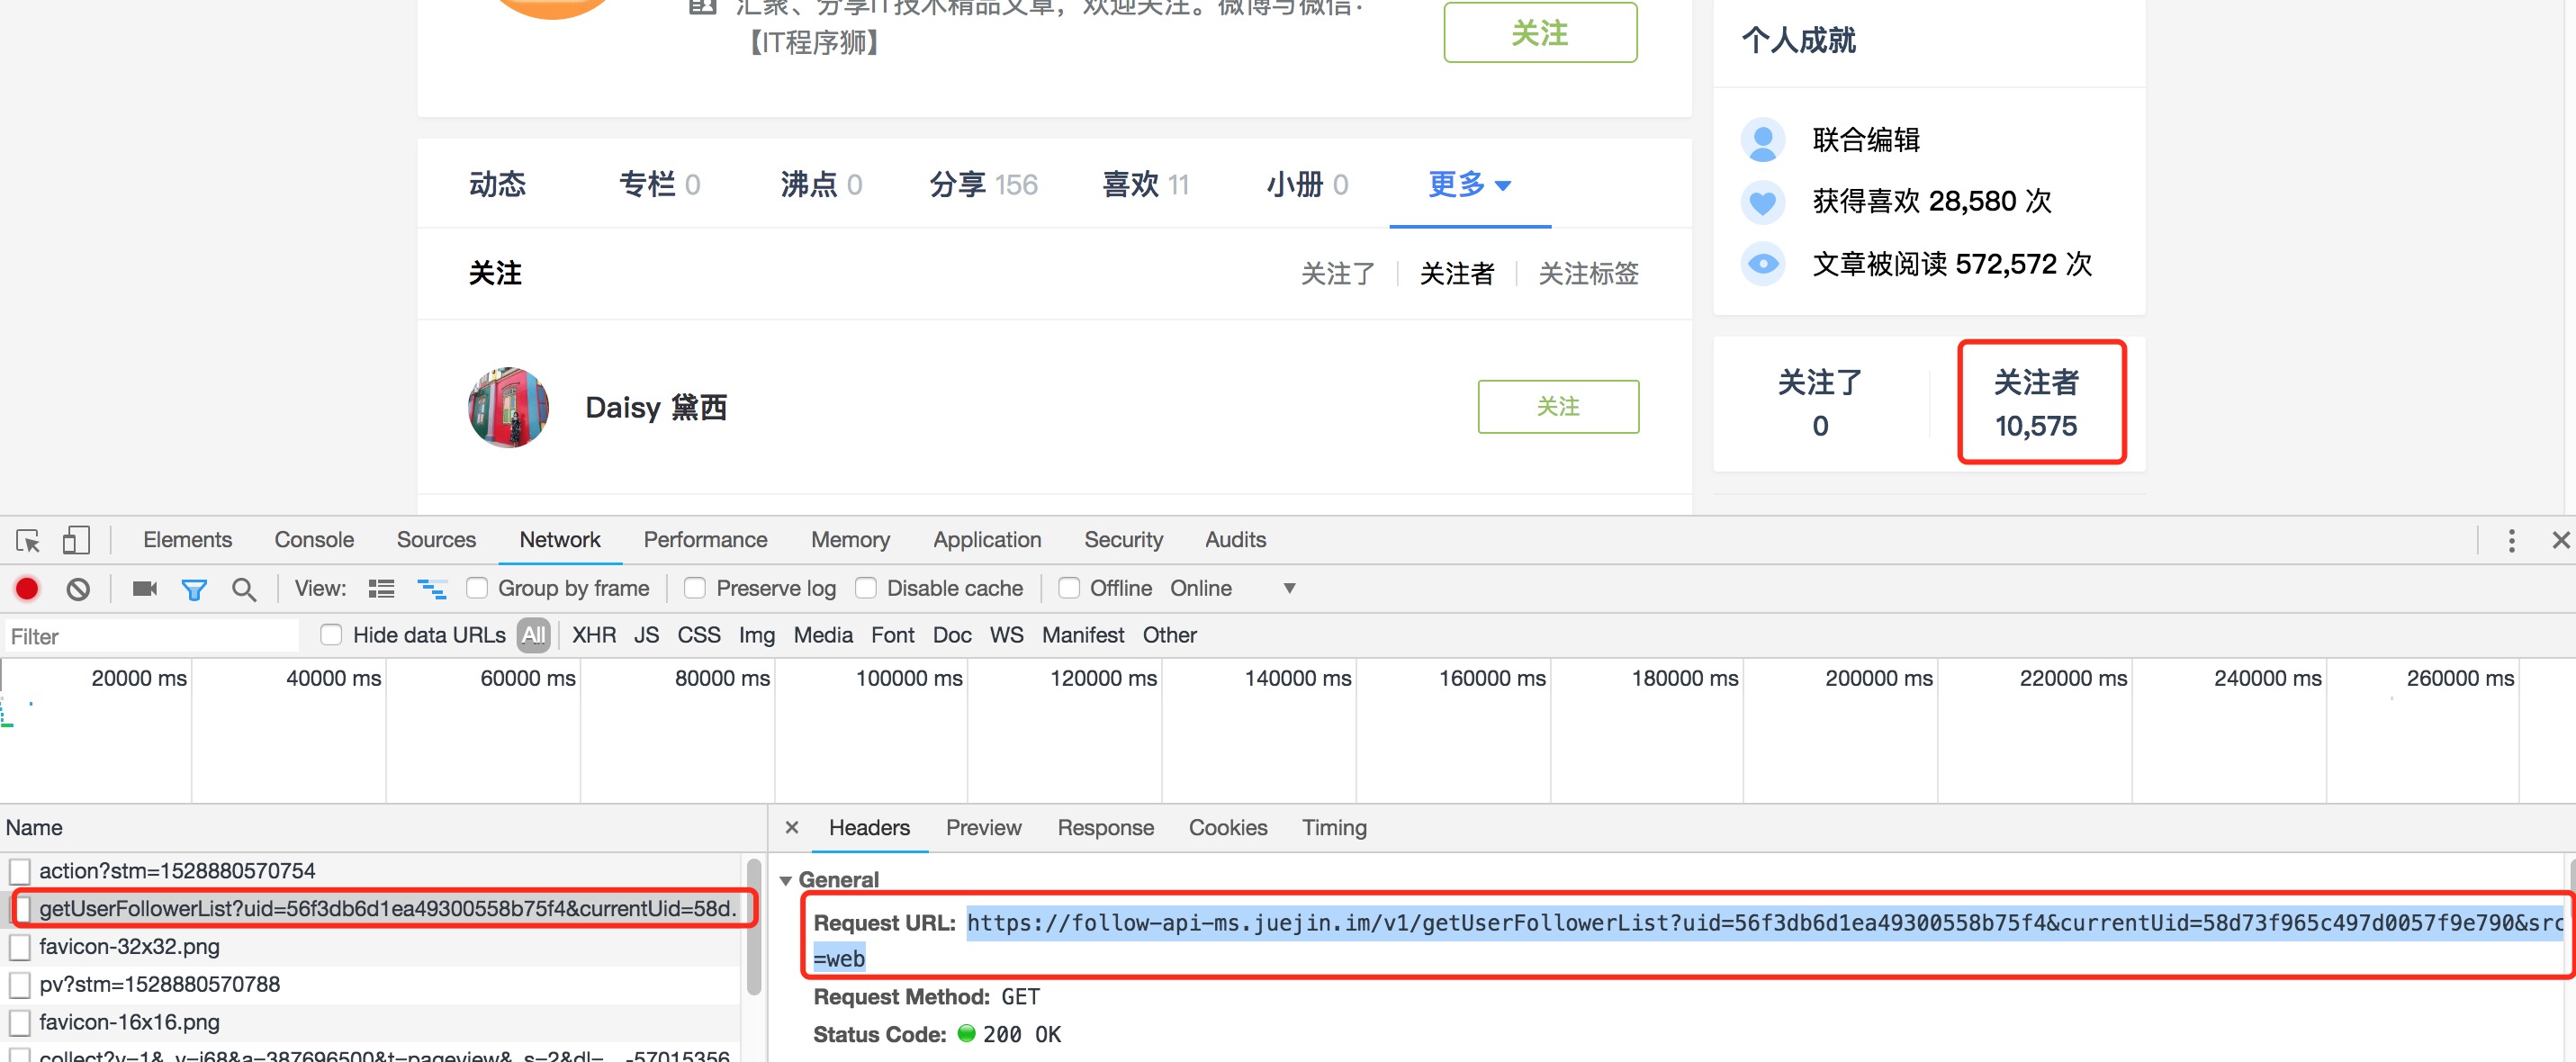 汇聚、分享IT技术精品文章，欢迎关注。微博与微信：
【IT程序狮】
关注
个人成就
联合编辑
获得喜欢 28,580 次
文章被阅读 572,572 次
动态 专栏 0 沸点 0 分享 156 喜欢 11 小册 0 更多
关注 关注了 关注者 关注标签
Daisy 黛西 关注
关注了 关注者
0 10,575
Elements Console Sources Network Performance Memory Application Security Audits
View: Group by frame Preserve log Disable cache Offline Online
Filter Hide data URLs All XHR JS CSS Img Media Font Doc WS Manifest Other
20000 ms 40000 ms 60000 ms 80000 ms 100000 ms 120000 ms 140000 ms 160000 ms 180000 ms 200000 ms 220000 ms 240000 ms 260000 ms
Name
action?stm=1528880570754
getUserFollowerList?uid=56f3db6d1ea49300558b75f4&currentUid=58d.
favicon-32x32.png
pv?stm=1528880570788
favicon-16x16.png
collect?v=1&_v=j68&a=387696500&t=pageview&_s=2&dl=... -57015356
Headers Preview Response Cookies Timing
General
Request URL: https://follow-api-ms.juejin.im/v1/getUserFollowerList?uid=56f3db6d1ea49300558b75f4&currentUid=58d73f965c497d0057f9e790&src
=web
Request Method: GET
Status Code: 200 OK